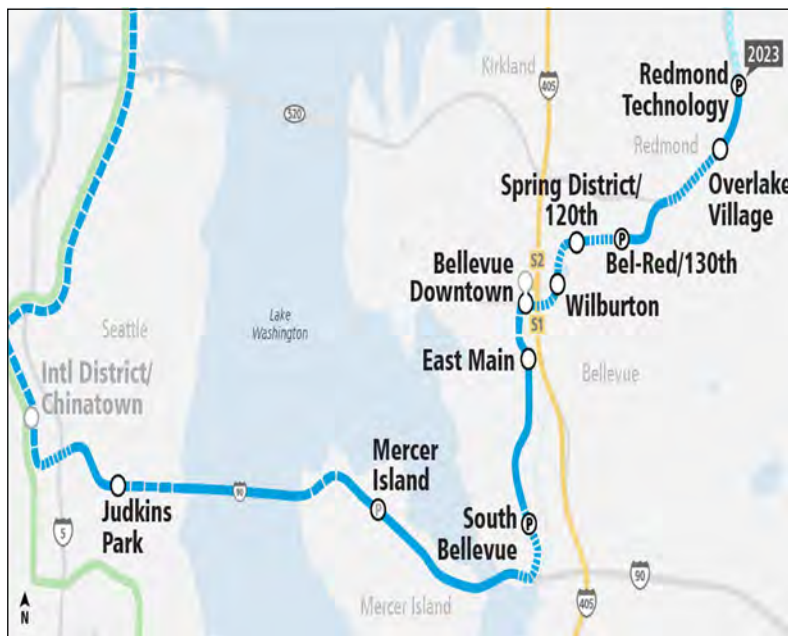 2023
Kirkland
405
Redmond
Technology
P
520
Redmond
Overlake
Village
Spring District/
120th
P
Bel-Red/130th
S2
Bellevue
Downtown
Wilburton
S1
Lake
Washington
Seattle
East Main
Bellevue
Intl District/
Chinatown
Mercer
Island
P
90
Judkins
Park
South
Bellevue
P
5
90
Mercer Island
405
N